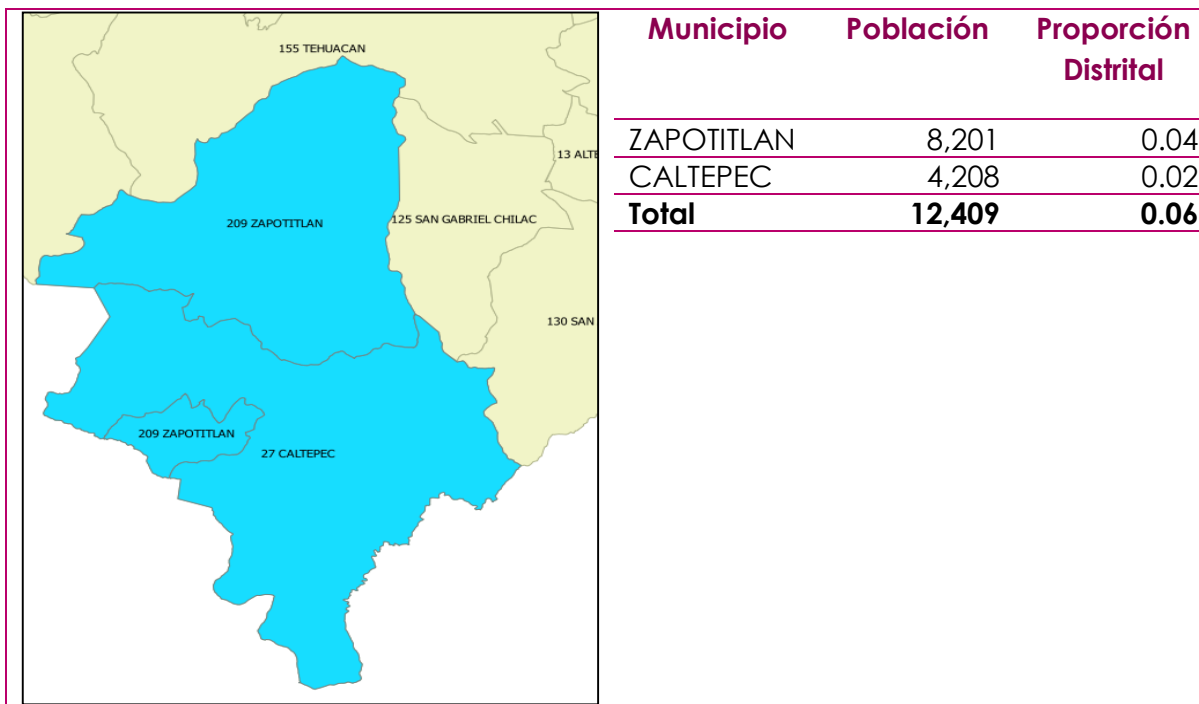 155 TEHUACAN
13 ALTE
209 ZAPOTITLAN
125 SAN GABRIEL CHILAC
130 SAN
209 ZAPOTITLAN
27 CALTEPEC
Municipio Población Proporción
Distrital
ZAPOTITLAN 8,201 0.04
CALTEPEC 4,208 0.02
Total 12,409 0.06